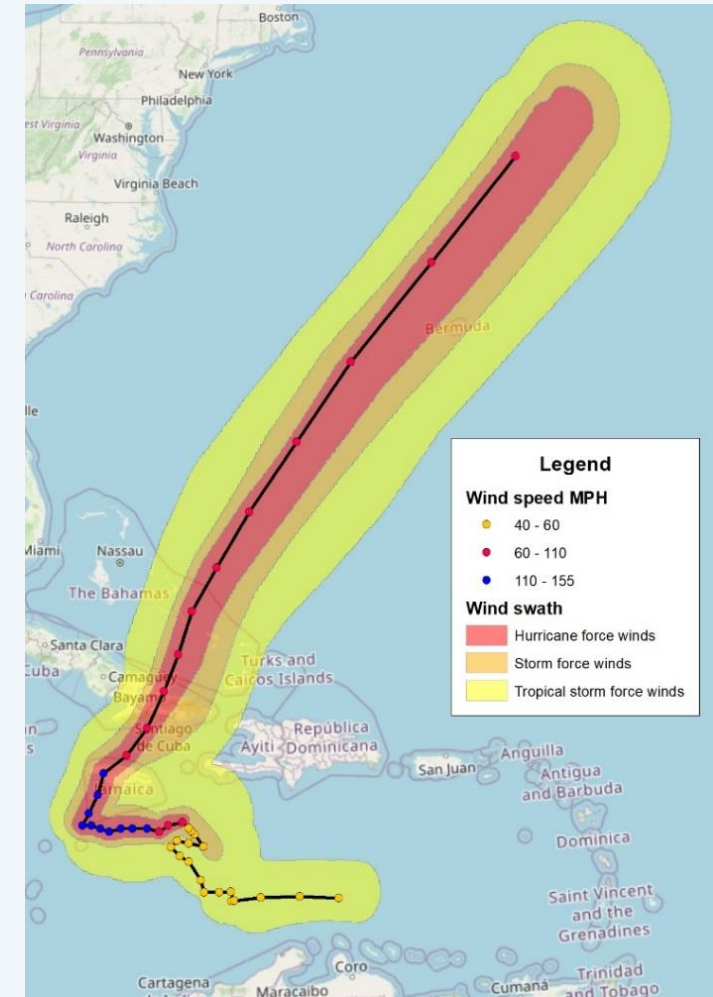 Boston
Pennsylvania
New York
Philadelphia
est Virginia
Washington
Virginia
Virginia Beach
Raleigh
North Carolina
Carolina
Bermuda
lle
Legend
Wind speed MPH
40 - 60
60 - 110
110 - 155
Wind swath
Hurricane force winds
Storm force winds
Tropical storm force winds
Miami
Nassau
The Bahamas
Santa Clara
Cuba
Camagüey
Bayamo
Turks and
Caicos Islands
Santiago
de Cuba
Ayiti
República
Dominicana
San Juan
Anguilla
Antigua
and Barbuda
Jamaica
Dominica
Saint Vincent
and the
Grenadines
Coro
Cartagena
Maracaibo
Cumaná
Trinidad
and Tobago